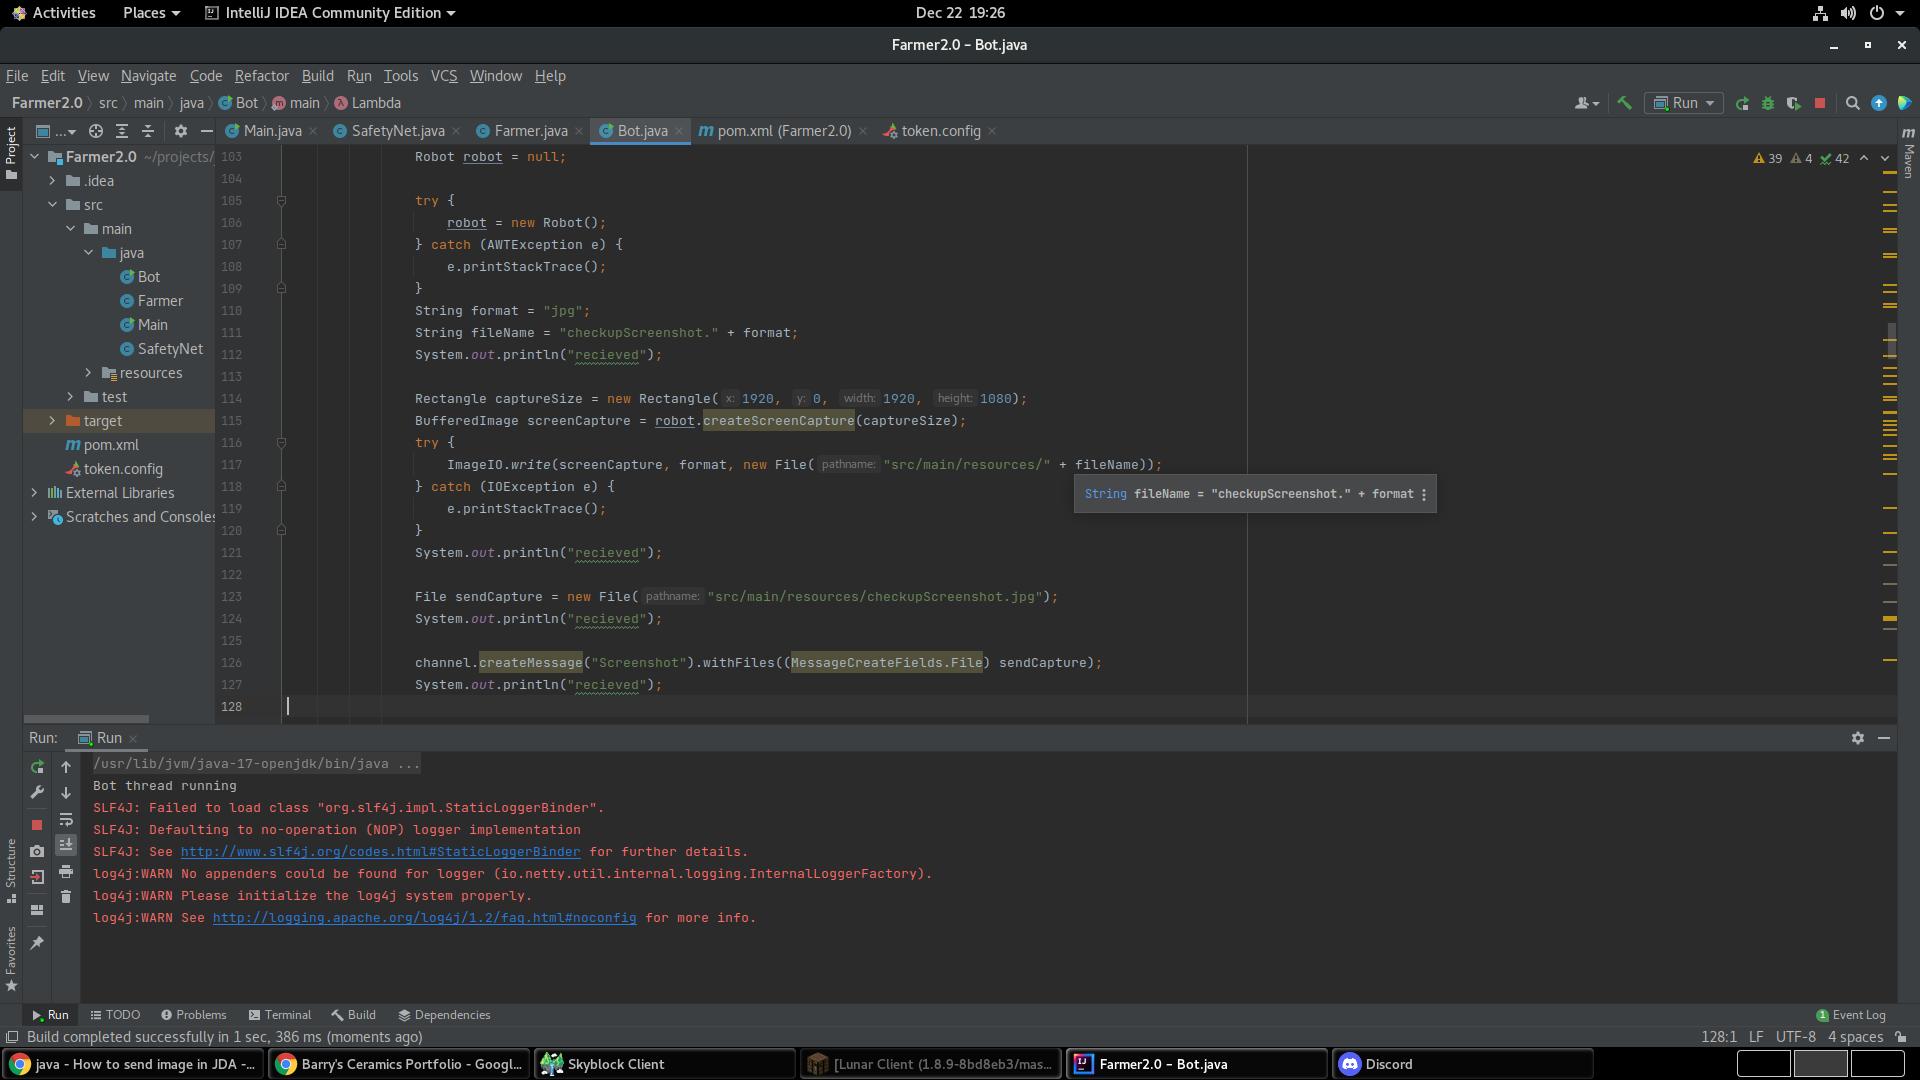 Activities Places IntelliJ IDEA Community Edition Dec 22 19:26
Farmer2.0 – Bot.java
File Edit View Navigate Code Refactor Build Run Tools VCS Window Help
Farmer2.0 src main java Bot main Lambda Run
... Main.java SafetyNet.java Farmer.java Bot.java pom.xml (Farmer2.0) token.config
Project
Farmer2.0 ~/projects/
.idea
src
main
java
Bot
Farmer
Main
SafetyNet
resources
test
target
pom.xml
token.config
External Libraries
Scratches and Consoles
39 4 42
Maven
103 Robot robot = null;
104
105 try {
106 robot = new Robot();
107 } catch (AWTException e) {
108 e.printStackTrace();
109 }
110 String format = "jpg";
111 String fileName = "checkupScreenshot." + format;
112 System.out.println("recieved");
113
114 Rectangle captureSize = new Rectangle( x: 1920, y: 0, width: 1920, height: 1080);
115 BufferedImage screenCapture = robot.createScreenCapture(captureSize);
116 try {
117 ImageIO.write(screenCapture, format, new File( pathname: "src/main/resources/" + fileName));
118 } catch (IOException e) {
String fileName = "checkupScreenshot." + format
119 e.printStackTrace();
120 }
121 System.out.println("recieved");
122
123 File sendCapture = new File( pathname: "src/main/resources/checkupScreenshot.jpg");
124 System.out.println("recieved");
125
126 channel.createMessage("Screenshot").withFiles((MessageCreateFields.File) sendCapture);
127 System.out.println("recieved");
128
Run: Run
/usr/lib/jvm/java-17-openjdk/bin/java ...
Bot thread running
SLF4J: Failed to load class "org.slf4j.impl.StaticLoggerBinder".
SLF4J: Defaulting to no-operation (NOP) logger implementation
SLF4J: See http://www.slf4j.org/codes.html#StaticLoggerBinder for further details.
log4j:WARN No appenders could be found for logger (io.netty.util.internal.logging.InternalLoggerFactory).
log4j:WARN Please initialize the log4j system properly.
log4j:WARN See http://logging.apache.org/log4j/1.2/faq.html#noconfig for more info.
Structure
Favorites
Run TODO Problems Terminal Build Dependencies 1 Event Log
Build completed successfully in 1 sec, 386 ms (moments ago) 128:1 LF UTF-8 4 spaces
java - How to send image in JDA -... Barry's Ceramics Portfolio - Googl... Skyblock Client [Lunar Client (1.8.9-8bd8eb3/mas... Farmer2.0 – Bot.java Discord